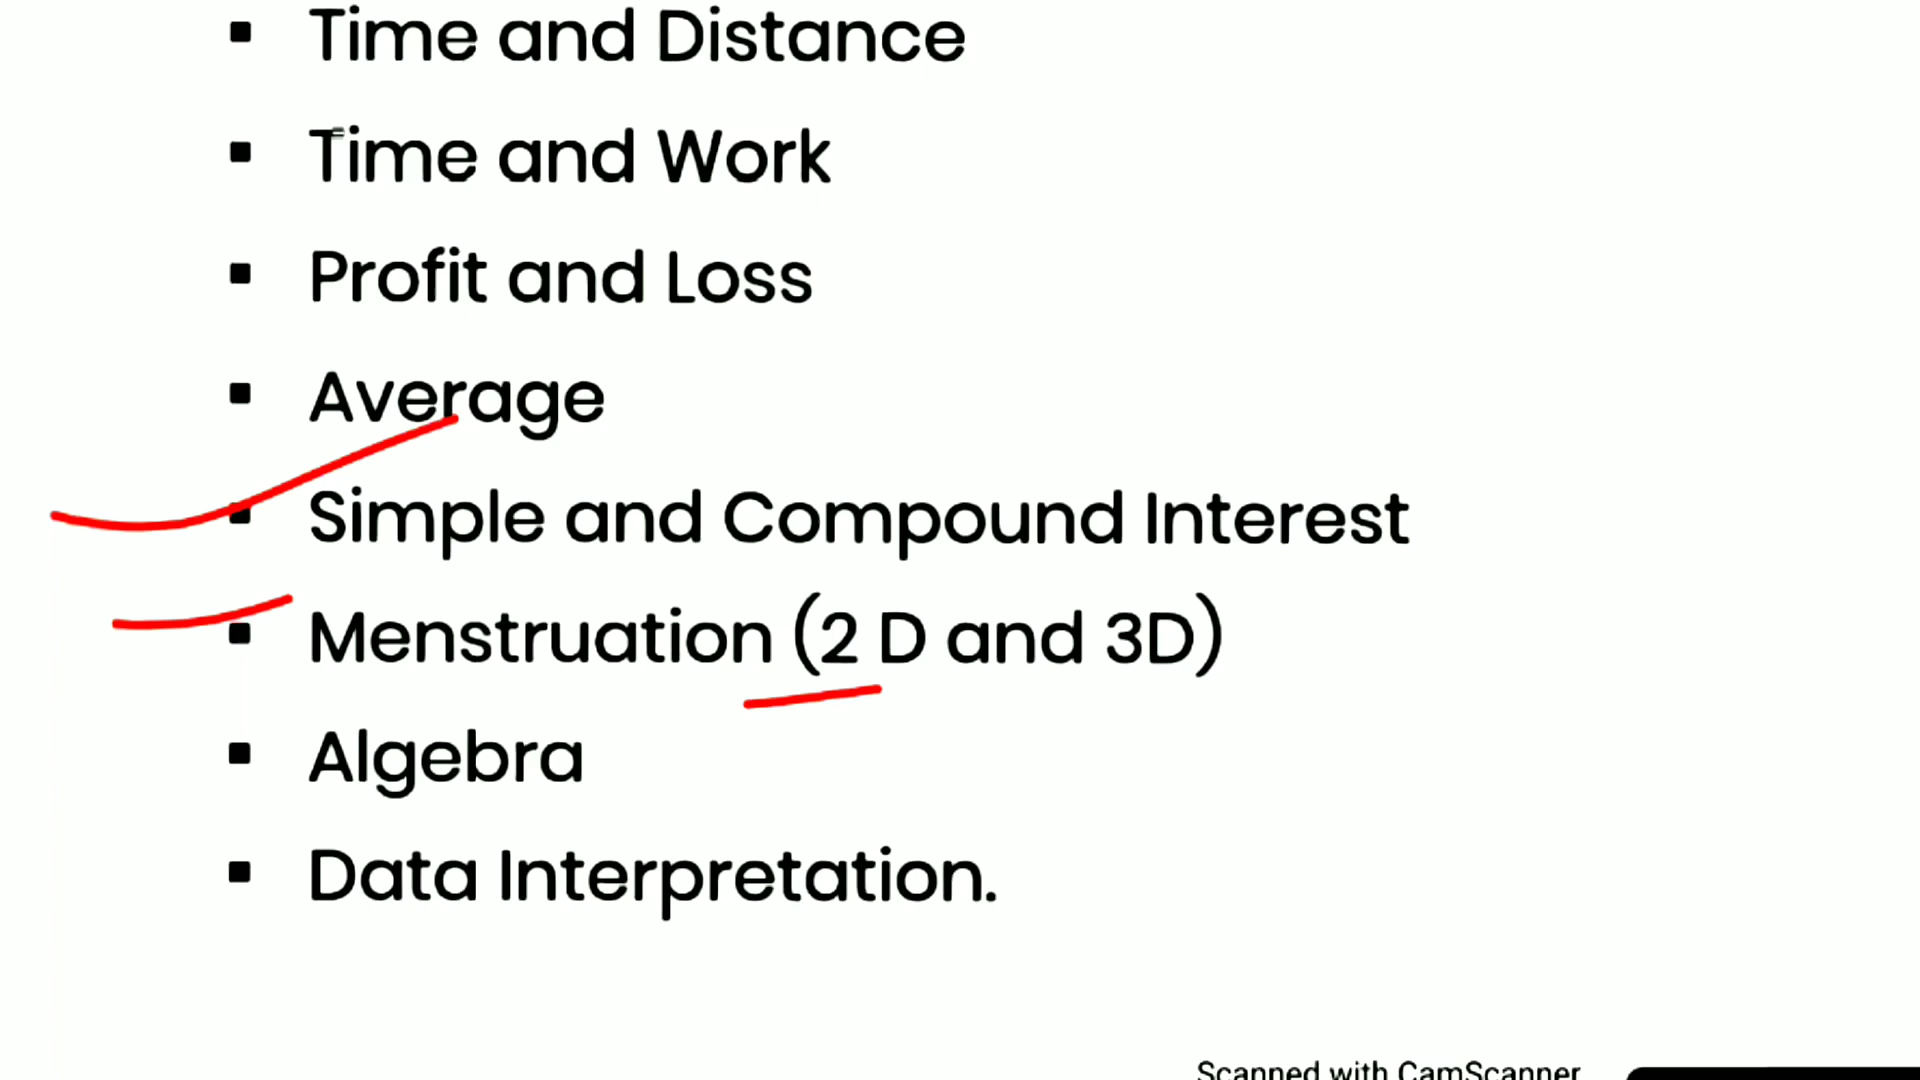 ▪ Time and Distance
▪ Time and Work
▪ Profit and Loss
▪ Average
▪ Simple and Compound Interest
▪ Menstruation (2 D and 3D)
▪ Algebra
▪ Data Interpretation.
Scanned with CamScanner